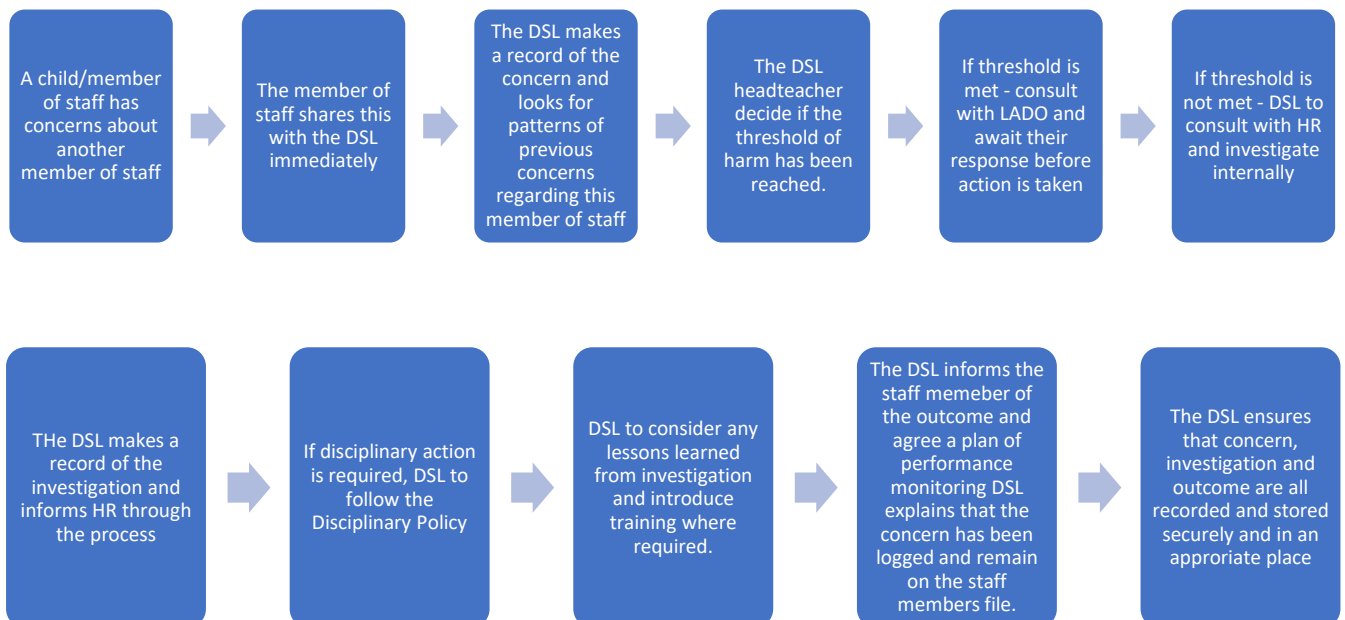 A child/member
of staff has
concerns about
another
member of staff
The member of
staff shares this
with the DSL
immediately
The DSL makes
a record of the
concern and
looks for
patterns of
previous
concerns
regarding this
member of staff
The DSL
headteacher
decide if the
threshold of
harm has been
reached.
If threshold is
met - consult
with LADO and
await their
response before
action is taken
If threshold is
not met - DSL to
consult with HR
and investigate
internally
THe DSL makes a
record of the
investigation and
informs HR through
the process
If disciplinary action
is required, DSL to
follow the
Disciplinary Policy
DSL to consider any
lessons learned
from investigation
and introduce
training where
required.
The DSL informs the
staff memeber of
the outcome and
agree a plan of
performance
monitoring DSL
explains that the
concern has been
logged and remain
on the staff
members file.
The DSL ensures
that concern,
investigation and
outcome are all
recorded and stored
securely and in an
approriate place